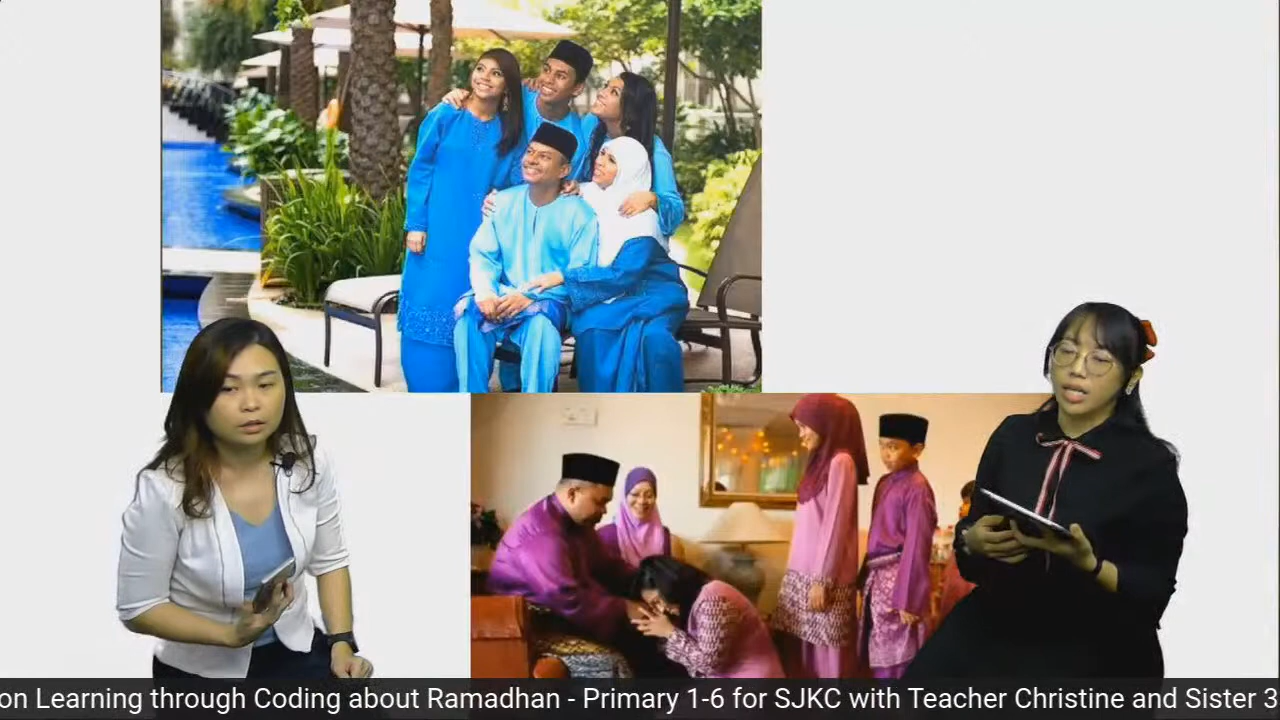 on Learning through Coding about Ramadhan - Primary 1-6 for SJKC with Teacher Christine and Sister 3